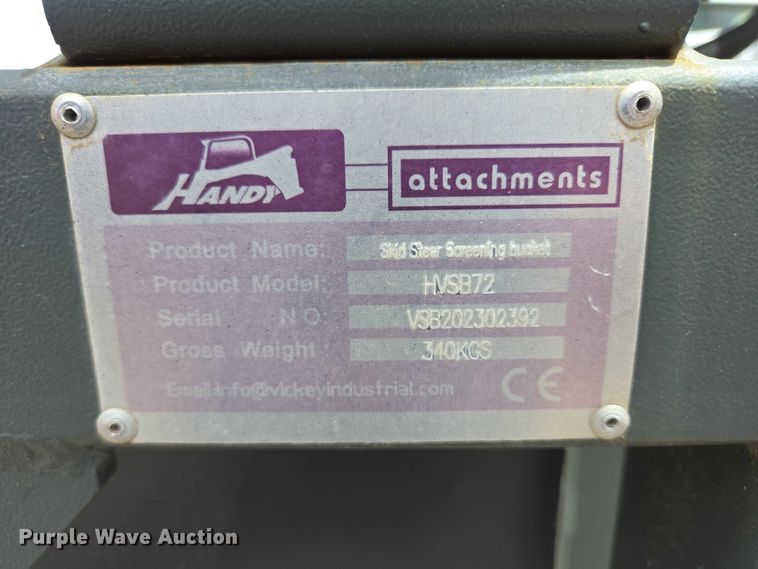 HANDY attachments
Product Name: Skid Steer Screening bucket
Product Model: HVSB72
Serial NO: VSB202302392
Gross Weight 340KGS
Email:info@vickeyindustrial.com CE
Purple Wave Auction